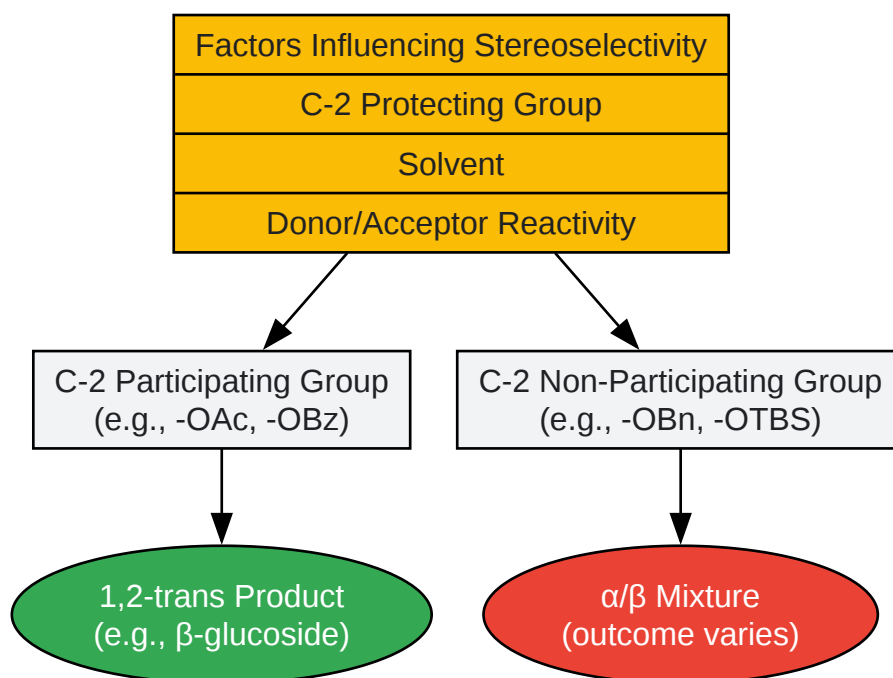 Factors Influencing Stereoselectivity
C-2 Protecting Group
Solvent
Donor/Acceptor Reactivity
C-2 Participating Group
(e.g., -OAc, -OBz)
C-2 Non-Participating Group
(e.g., -OBn, -OTBS)
1,2-trans Product
(e.g., β-glucoside)
α/β Mixture
(outcome varies)